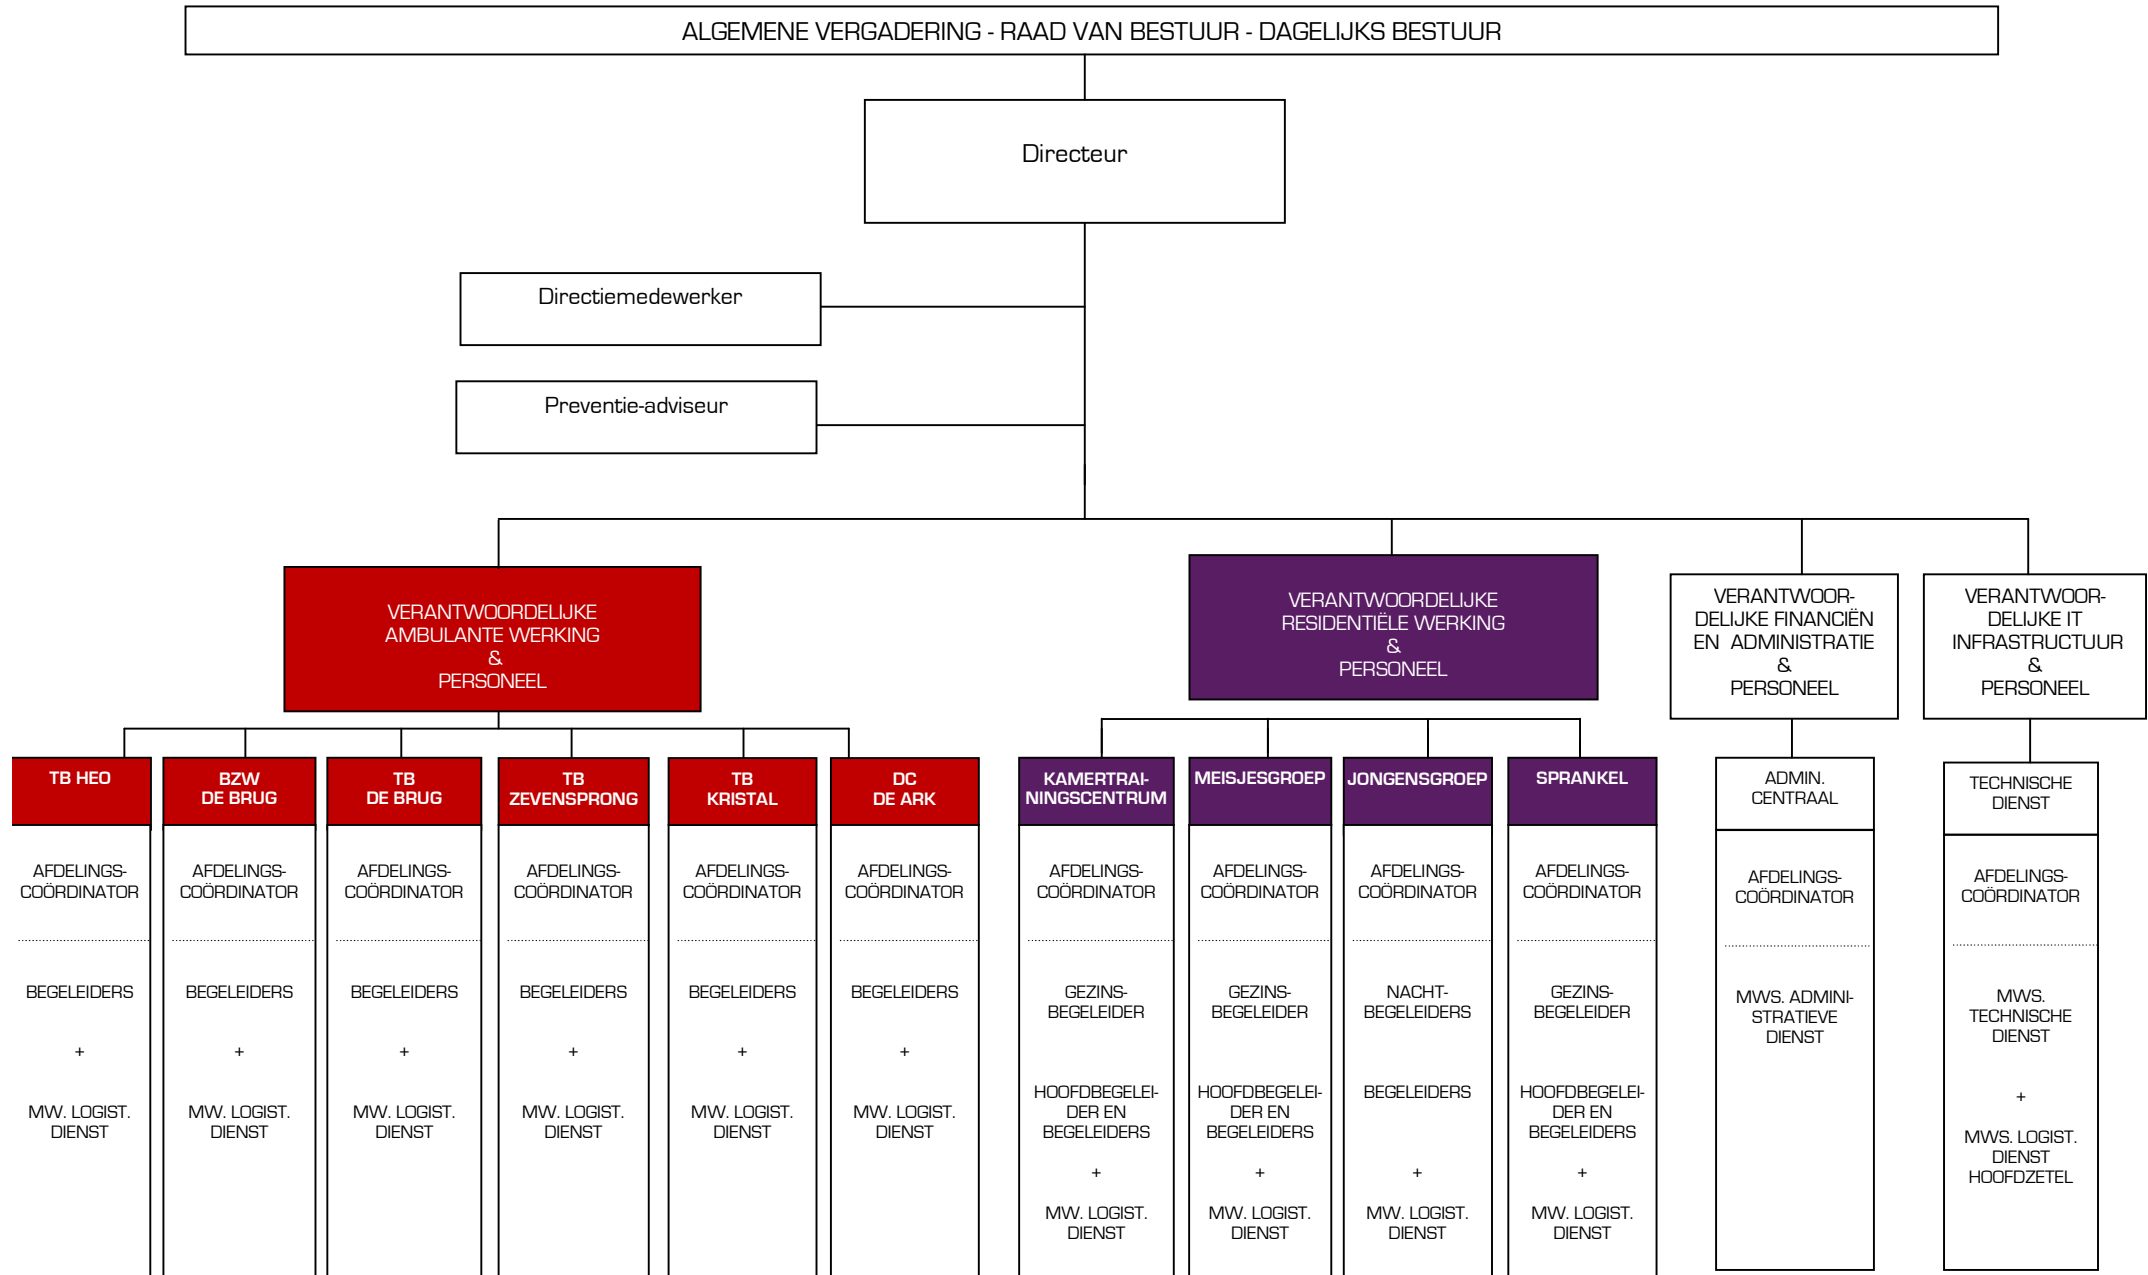 ALGEMENE VERGADERING - RAAD VAN BESTUUR - DAGELIJKS BESTUUR
Directeur
Directiemedewerker
Preventie-adviseur
VERANTWOORDELIJKE
AMBULANTE WERKING
&
PERSONEEL
VERANTWOORDELIJKE
RESIDENTIËLE WERKING
&
PERSONEEL
VERANTWOOR-
DELIJKE FINANCIËN
EN ADMINISTRATIE
&
PERSONEEL
VERANTWOOR-
DELIJKE IT
INFRASTRUCTUUR
&
PERSONEEL
TB HEO
AFDELINGS-
COÖRDINATOR
BEGELEIDERS
+
MW. LOGIST.
DIENST
BZW
DE BRUG
AFDELINGS-
COÖRDINATOR
BEGELEIDERS
+
MW. LOGIST.
DIENST
TB
DE BRUG
AFDELINGS-
COÖRDINATOR
BEGELEIDERS
+
MW. LOGIST.
DIENST
TB
ZEVENSPRONG
AFDELINGS-
COÖRDINATOR
BEGELEIDERS
+
MW. LOGIST.
DIENST
TB
KRISTAL
AFDELINGS-
COÖRDINATOR
BEGELEIDERS
+
MW. LOGIST.
DIENST
DC
DE ARK
AFDELINGS-
COÖRDINATOR
BEGELEIDERS
+
MW. LOGIST.
DIENST
KAMERTRAI-
NINGSCENTRUM
AFDELINGS-
COÖRDINATOR
GEZINS-
BEGELEIDER
HOOFDBEGELEI-
DER EN
BEGELEIDERS
+
MW. LOGIST.
DIENST
MEISJESGROEP
AFDELINGS-
COÖRDINATOR
GEZINS-
BEGELEIDER
HOOFDBEGELEI-
DER EN
BEGELEIDERS
+
MW. LOGIST.
DIENST
JONGENSGROEP
AFDELINGS-
COÖRDINATOR
NACHT-
BEGELEIDERS
BEGELEIDERS
+
MW. LOGIST.
DIENST
SPRANKEL
AFDELINGS-
COÖRDINATOR
GEZINS-
BEGELEIDER
HOOFDBEGELEI-
DER EN
BEGELEIDERS
+
MW. LOGIST.
DIENST
ADMIN.
CENTRAAL
AFDELINGS-
COÖRDINATOR
MWS. ADMINI-
STRATIEVE
DIENST
TECHNISCHE
DIENST
AFDELINGS-
COÖRDINATOR
MWS.
TECHNISCHE
DIENST
+
MWS. LOGIST.
DIENST
HOOFDZETEL